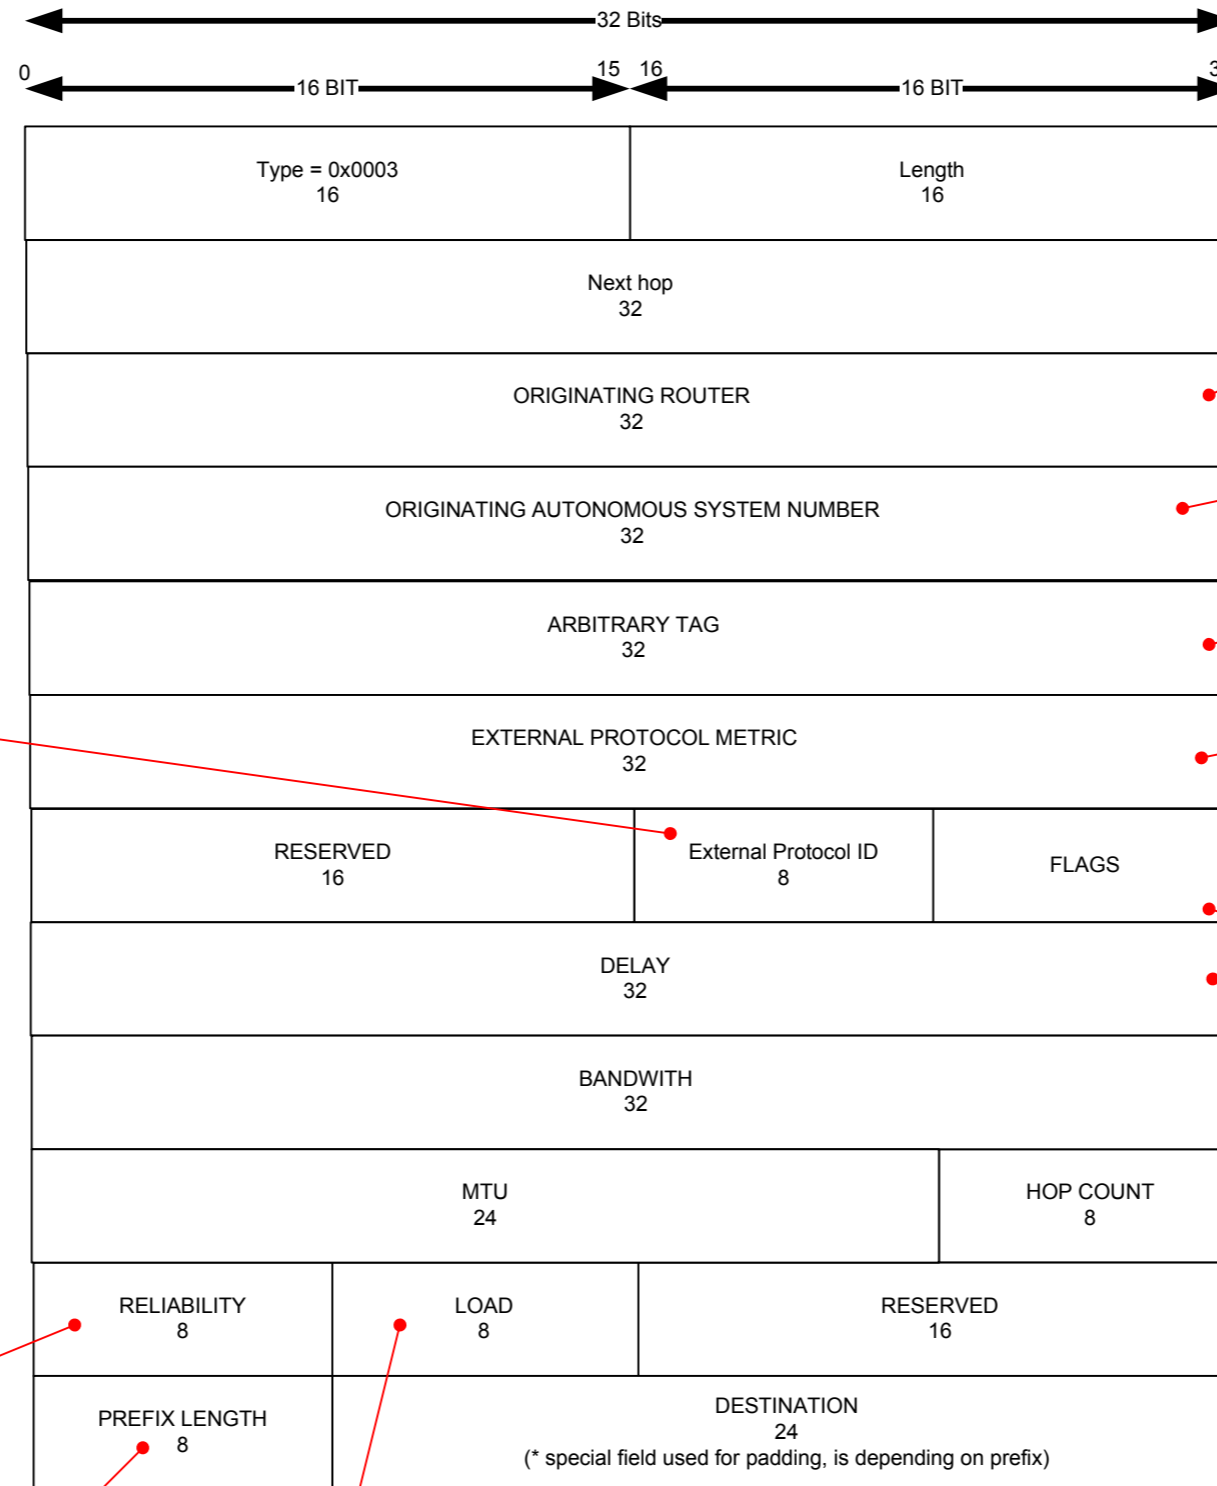 32 Bits
0
15
16
3
16 BIT
16 BIT
Type = 0x0003
16
Length
16
Next hop
32
ORIGINATING ROUTER
32
ORIGINATING AUTONOMOUS SYSTEM NUMBER
32
ARBITRARY TAG
32
EXTERNAL PROTOCOL METRIC
32
RESERVED
16
External Protocol ID
8
FLAGS
DELAY
32
BANDWITH
32
MTU
24
HOP COUNT
8
RELIABILITY
8
LOAD
8
RESERVED
16
PREFIX LENGTH
8
DESTINATION
24
(* special field used for padding, is depending on prefix)